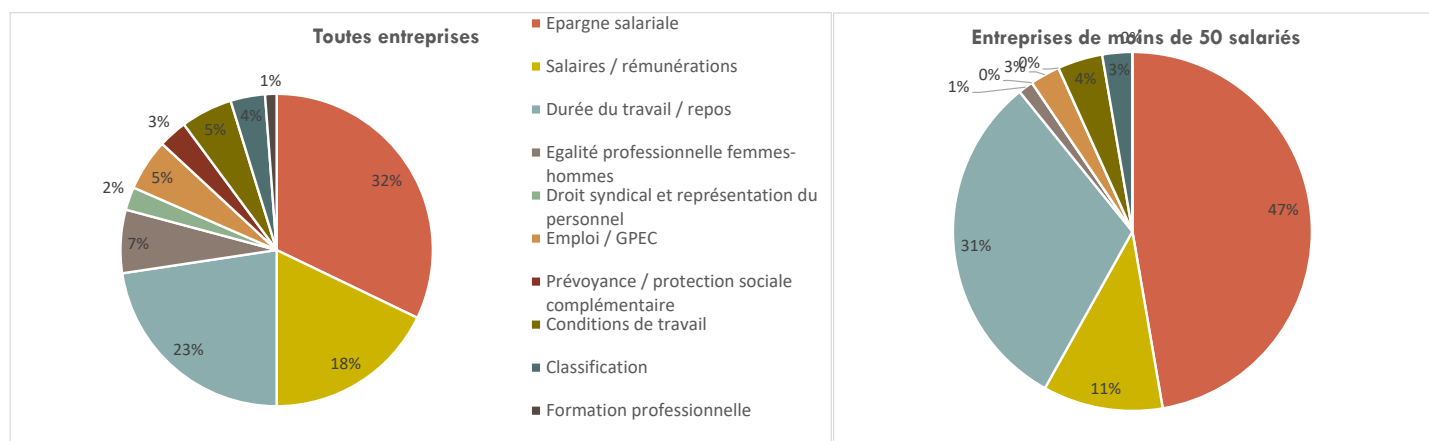 Toutes entreprises
1%
4%
5%
3%
5%
2%
7%
23%
18%
32%
Epargne salariale
Salaires / rémunérations
Durée du travail / repos
Egalité professionnelle femmes-
hommes
Droit syndical et représentation du
personnel
Emploi / GPEC
Prévoyance / protection sociale
complémentaire
Conditions de travail
Classification
Formation professionnelle
Entreprises de moins de 50 salariés
0%
3%
4%
0%
3%
0%
1%
31%
11%
47%